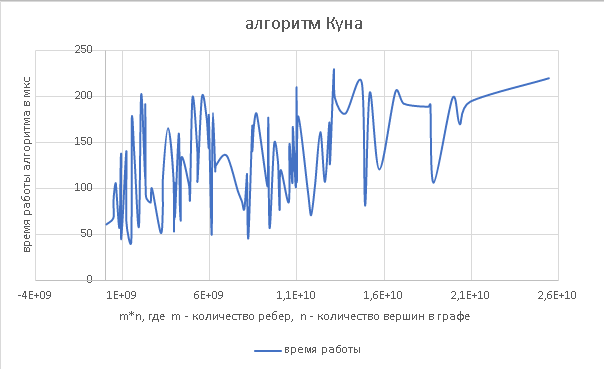 алгоритм Куна
250
200
150
100
50
0
-4E+09 1E+09 6E+09 1,1E+10 1,6E+10 2,1E+10 2,6E+10
время работы алгоритма в мкс
m*n, где m - количество ребер, n - количество вершин в графе
время работы